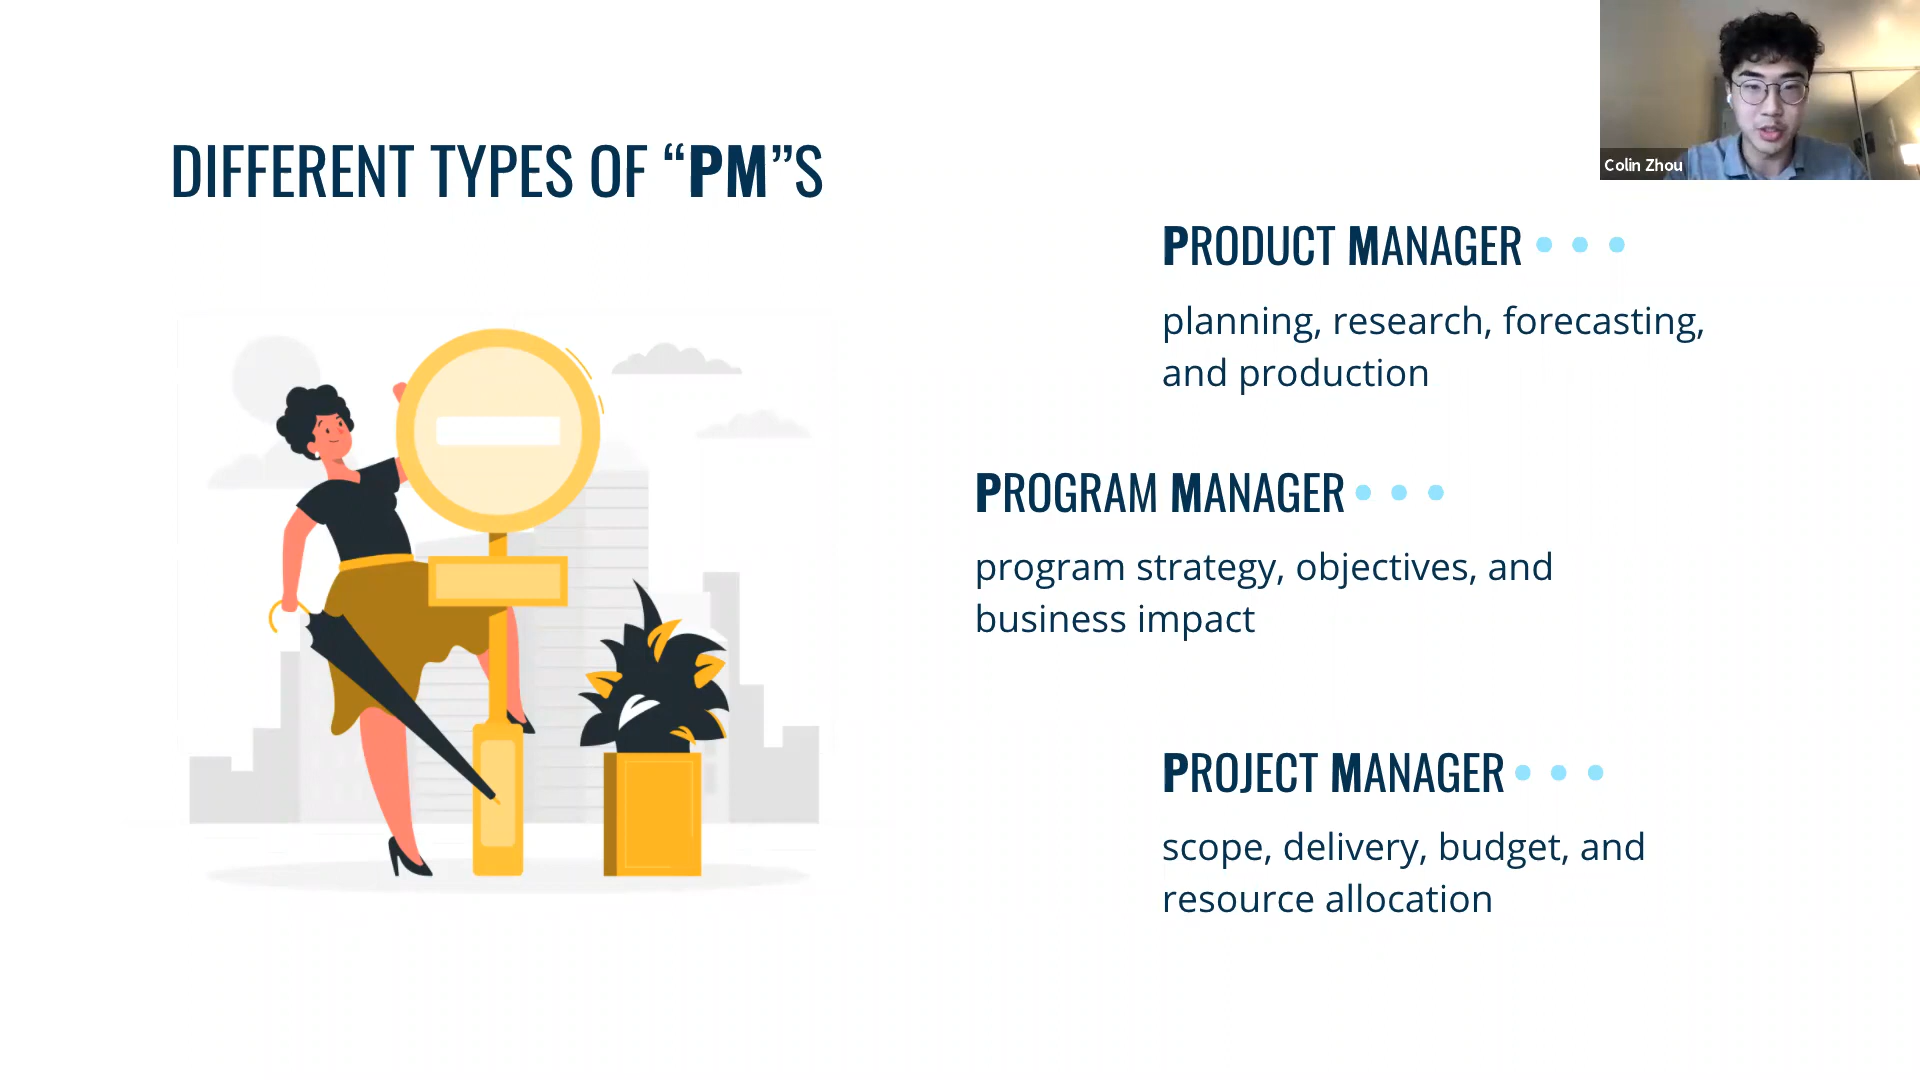 DIFFERENT TYPES OF “PM”S
Colin Zhou
PRODUCT MANAGER
planning, research, forecasting,
and production
PROGRAM MANAGER
program strategy, objectives, and
business impact
PROJECT MANAGER
scope, delivery, budget, and
resource allocation